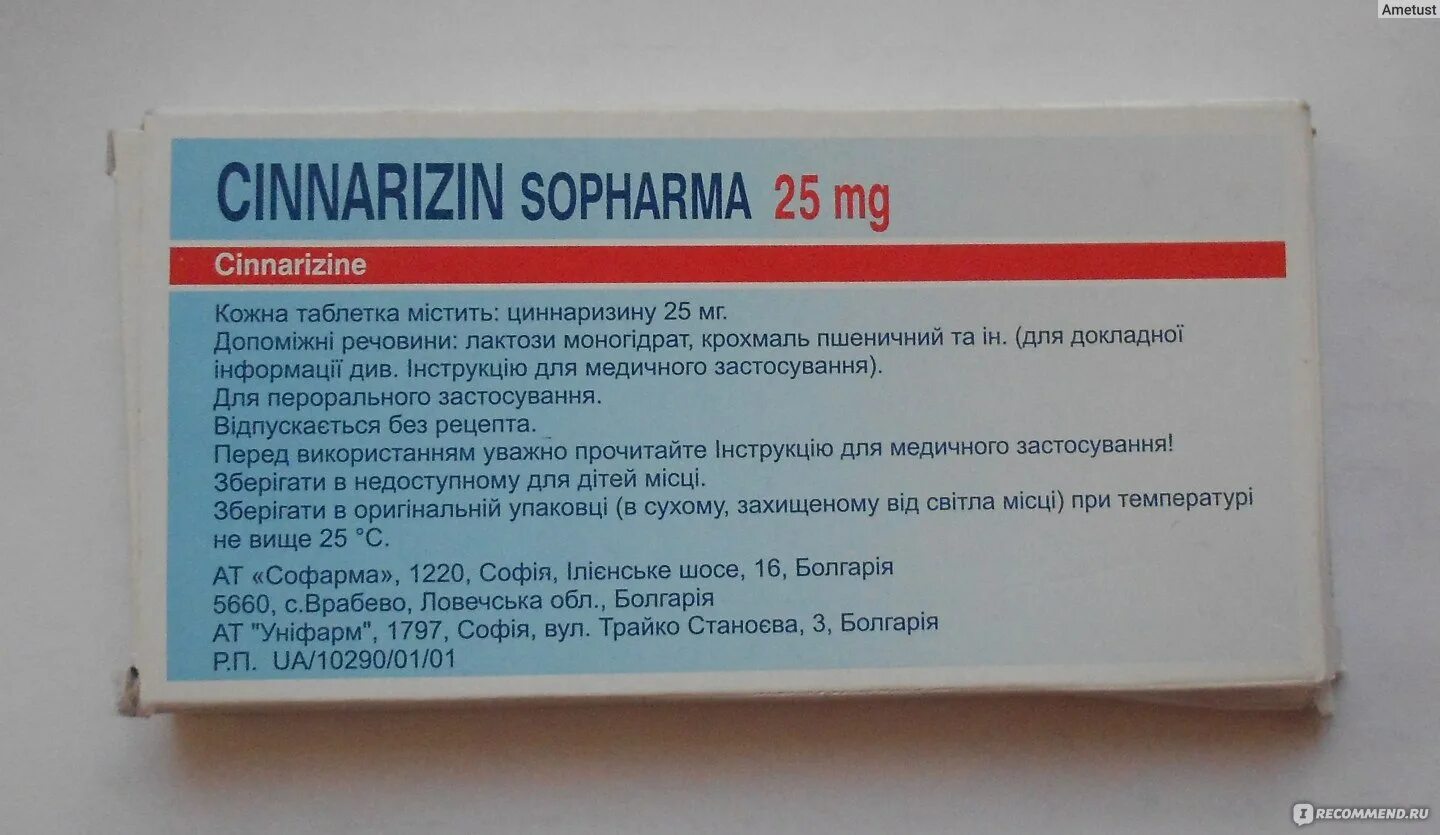 Ametust
CINNARIZIN SOPHARMA 25 mg
Cinnarizine
Кожна таблетка містить: циннаризину 25 мг.
Допоміжні речовини: лактози моногідрат, крохмаль пшеничний та ін. (для докладної
інформації див. Інструкцію для медичного застосування).
Для перорального застосування.
Відпускається без рецепта.
Перед використанням уважно прочитайте Інструкцію для медичного застосування!
Зберігати в недоступному для дітей місці.
Зберігати в оригінальній упаковці (в сухому, захищеному від світла місці) при температурі
не вище 25 °С.
АТ «Софарма», 1220, Софія, Ілієнське шосе, 16, Болгарія
5660, с.Врабево, Ловечська обл., Болгарія
АТ "Уніфарм", 1797, Софія, вул. Трайко Станоєва, 3, Болгарія
Р.П. UA/10290/01/01
IRECOMMEND.RU